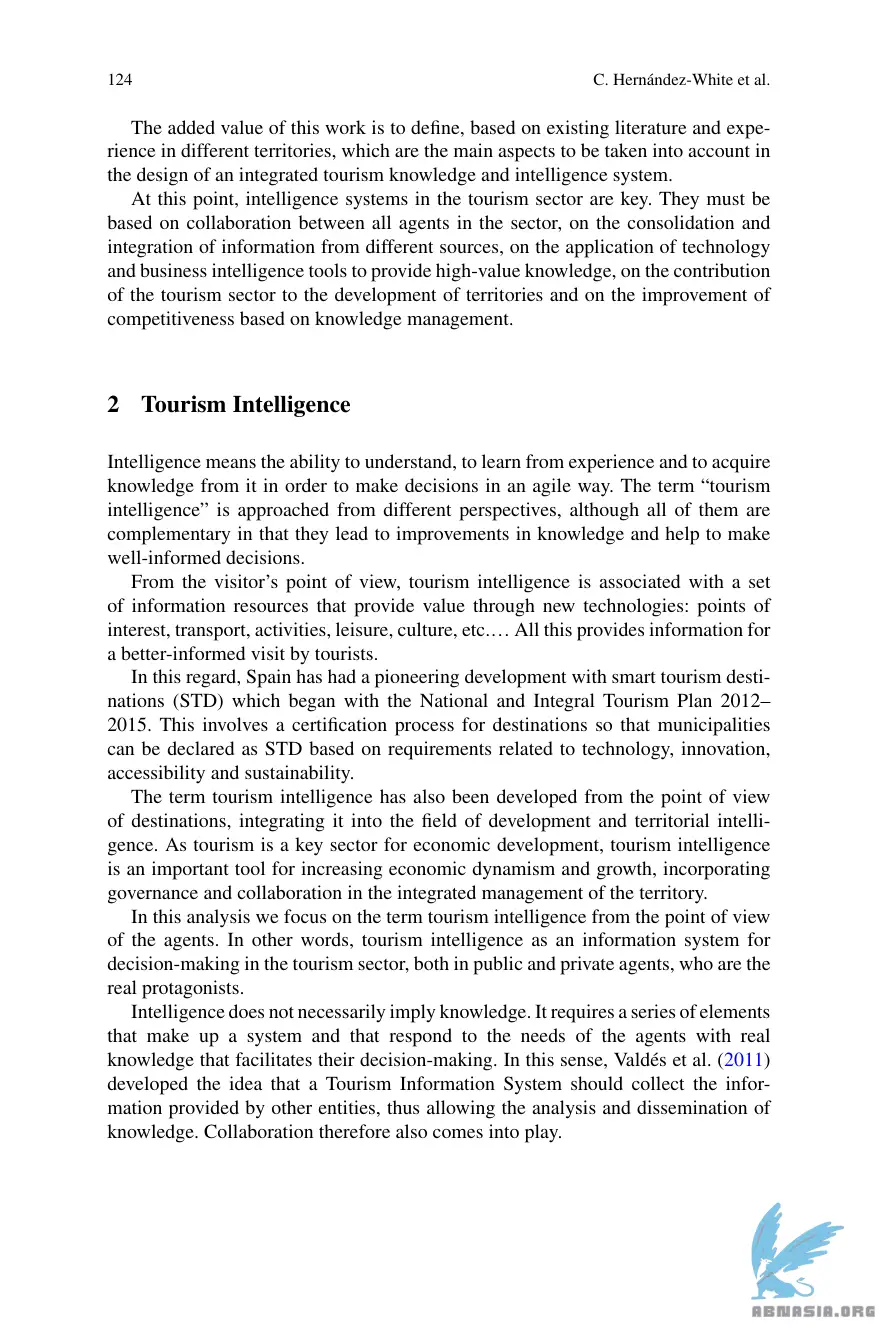 124
C. Hernández-White et al.
The added value of this work is to define, based on existing literature and expe-
rience in different territories, which are the main aspects to be taken into account in
the design of an integrated tourism knowledge and intelligence system.
At this point, intelligence systems in the tourism sector are key. They must be
based on collaboration between all agents in the sector, on the consolidation and
integration of information from different sources, on the application of technology
and business intelligence tools to provide high-value knowledge, on the contribution
of the tourism sector to the development of territories and on the improvement of
competitiveness based on knowledge management.
2 Tourism Intelligence
Intelligence means the ability to understand, to learn from experience and to acquire
knowledge from it in order to make decisions in an agile way. The term “tourism
intelligence” is approached from different perspectives, although all of them are
complementary in that they lead to improvements in knowledge and help to make
well-informed decisions.
From the visitor’s point of view, tourism intelligence is associated with a set
of information resources that provide value through new technologies: points of
interest, transport, activities, leisure, culture, etc.… All this provides information for
a better-informed visit by tourists.
In this regard, Spain has had a pioneering development with smart tourism desti-
nations (STD) which began with the National and Integral Tourism Plan 2012–
2015. This involves a certification process for destinations so that municipalities
can be declared as STD based on requirements related to technology, innovation,
accessibility and sustainability.
The term tourism intelligence has also been developed from the point of view
of destinations, integrating it into the field of development and territorial intelli-
gence. As tourism is a key sector for economic development, tourism intelligence
is an important tool for increasing economic dynamism and growth, incorporating
governance and collaboration in the integrated management of the territory.
In this analysis we focus on the term tourism intelligence from the point of view
of the agents. In other words, tourism intelligence as an information system for
decision-making in the tourism sector, both in public and private agents, who are the
real protagonists.
Intelligence does not necessarily imply knowledge. It requires a series of elements
that make up a system and that respond to the needs of the agents with real
knowledge that facilitates their decision-making. In this sense, Valdés et al. (2011)
developed the idea that a Tourism Information System should collect the infor-
mation provided by other entities, thus allowing the analysis and dissemination of
knowledge. Collaboration therefore also comes into play.
ABNASIA.ORG